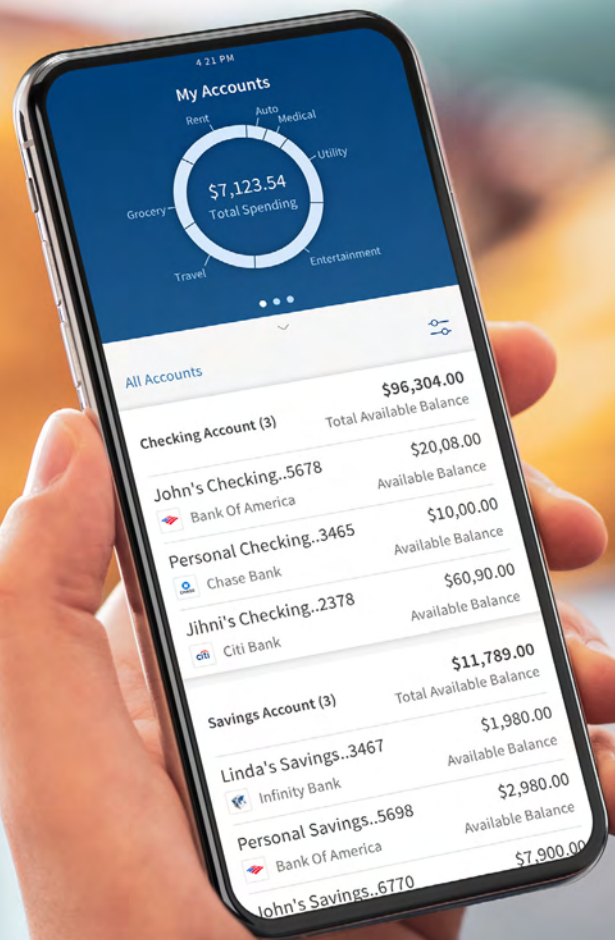 4 21 PM
My Accounts
Rent
Auto
Medical
Utility
Grocery
$7,123.54
Total Spending
Travel
Entertainment
All Accounts
Checking Account (3)
$96,304.00
Total Available Balance
John's Checking..5678
$20,08.00
Bank Of America
Available Balance
Personal Checking..3465
$10,00.00
CHASE
Chase Bank
Available Balance
Jihni's Checking..2378
$60,90.00
citi
Citi Bank
Available Balance
Savings Account (3)
$11,789.00
Total Available Balance
Linda's Savings..3467
$1,980.00
Infinity Bank
Available Balance
Personal Savings..5698
$2,980.00
Bank Of America
Available Balance
John's Savings..6770
$7,900.00